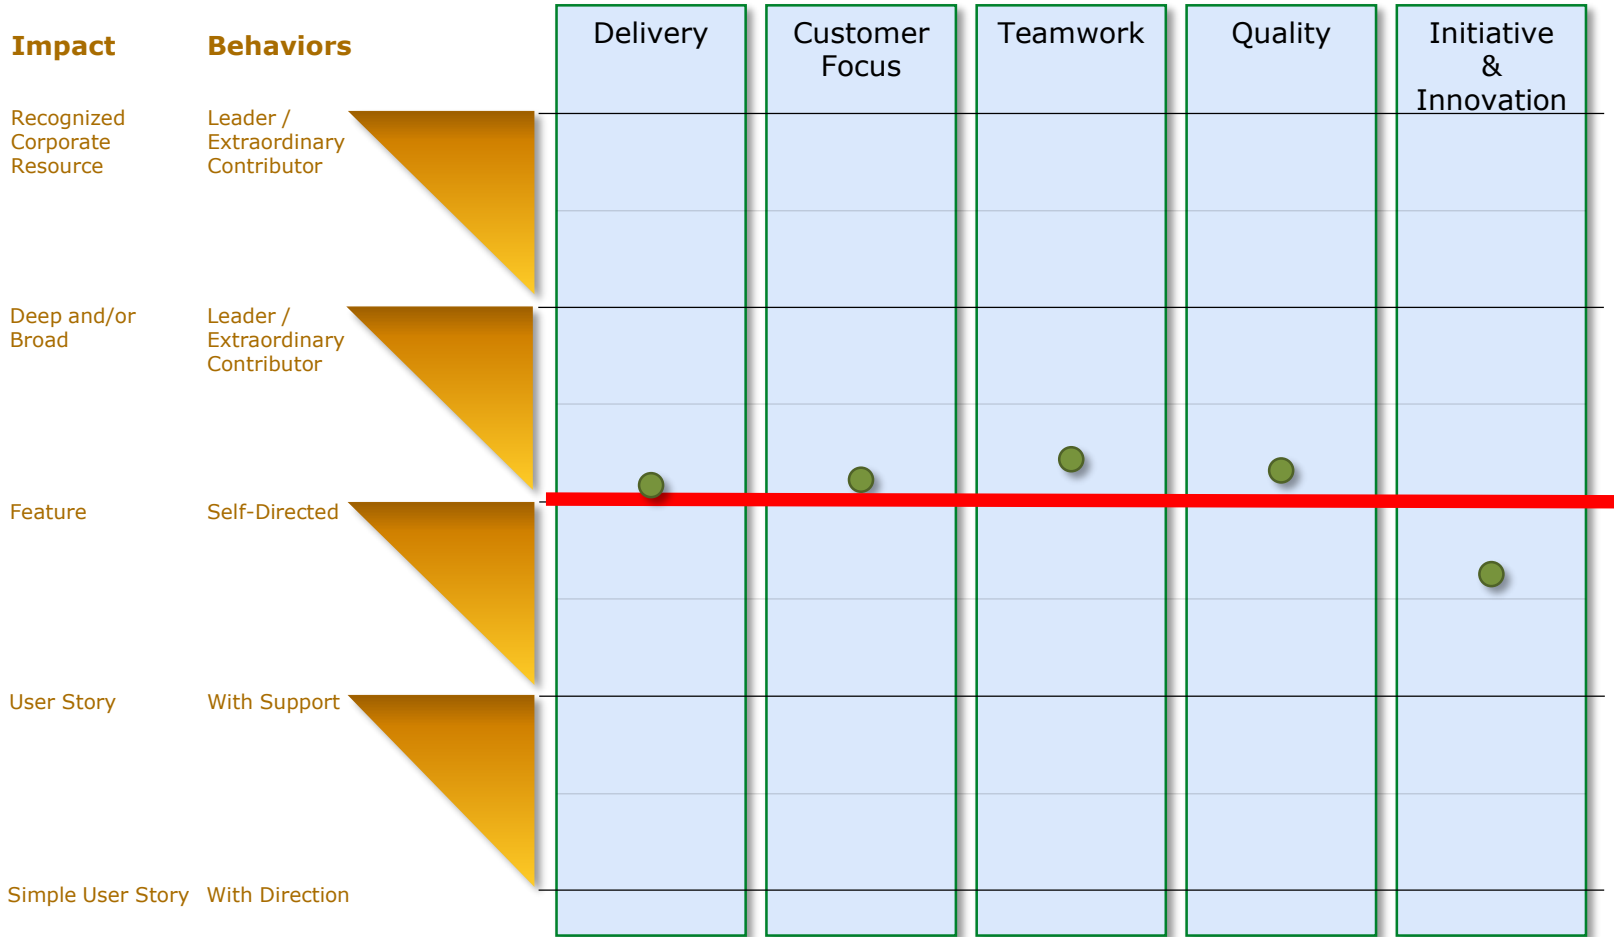 Impact
Behaviors
Delivery
Customer
Focus
Teamwork
Quality
Initiative
&
Innovation
Recognized
Corporate
Resource
Leader /
Extraordinary
Contributor
Deep and/or
Broad
Leader /
Extraordinary
Contributor
Feature
Self-Directed
User Story
With Support
Simple User Story
With Direction